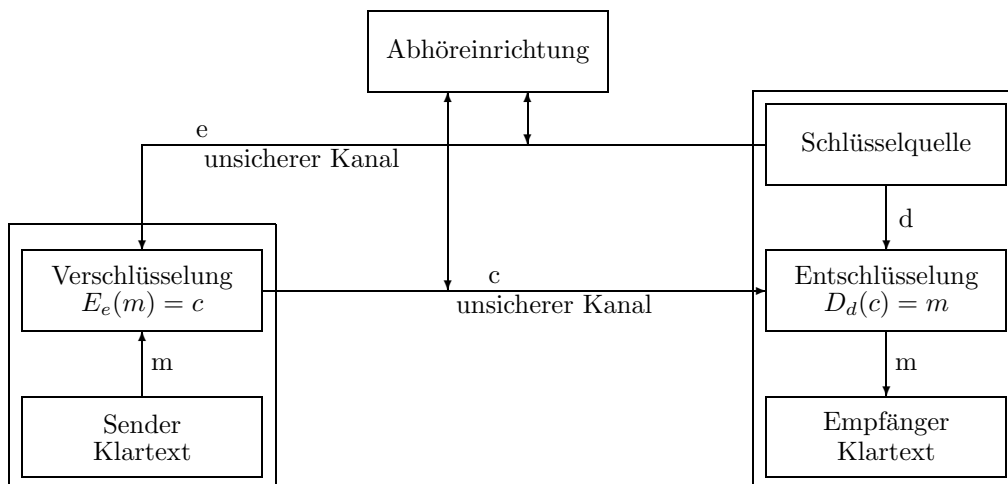 Abhöreinrichtung
e
unsicherer Kanal
Schlüsselquelle
d
Verschlüsselung
E_e(m) = c
c
unsicherer Kanal
Entschlüsselung
D_d(c) = m
m
m
Sender
Klartext
Empfänger
Klartext